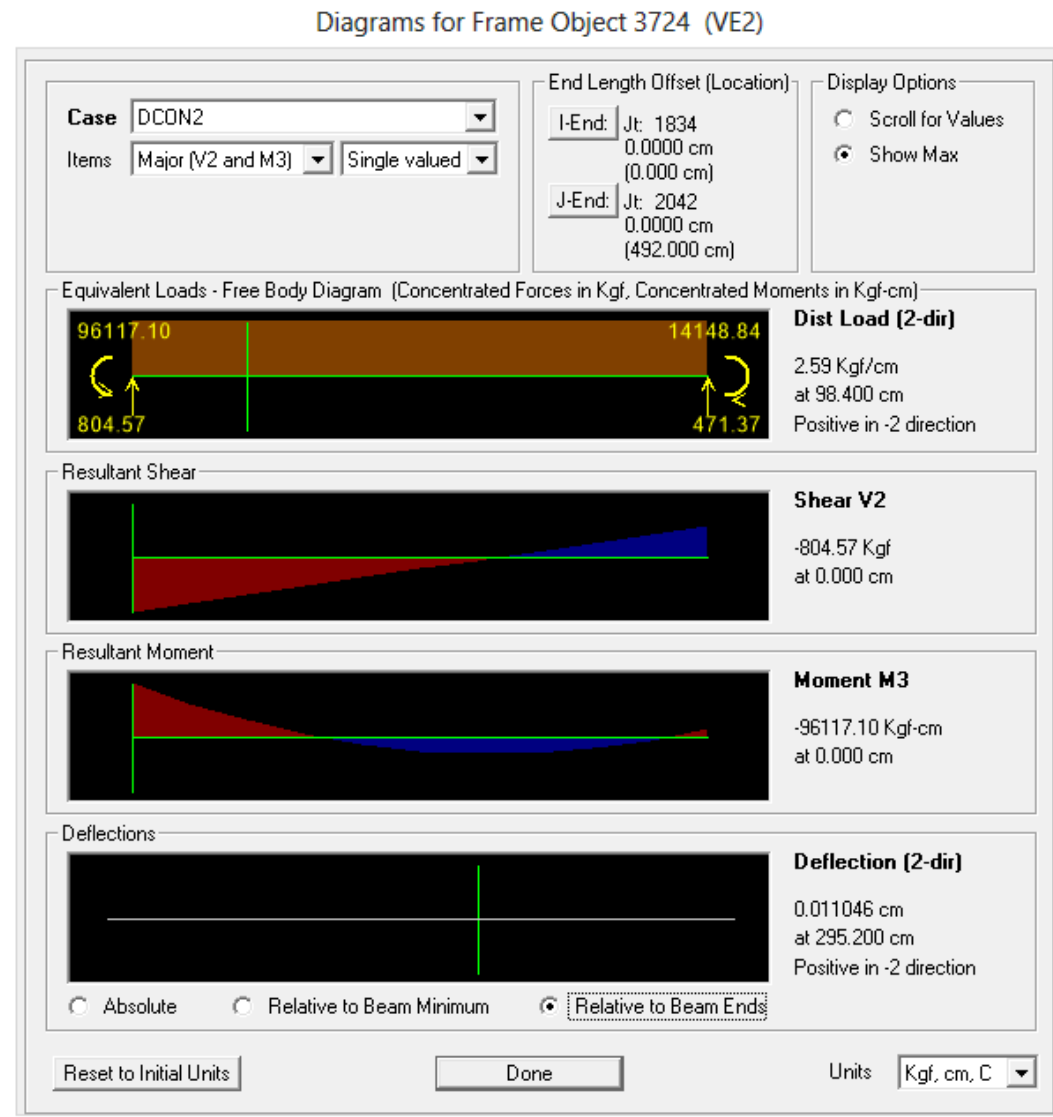 Diagrams for Frame Object 3724 (VE2)
Case DCON2
Items Major (V2 and M3) Single valued
End Length Offset (Location)
I-End: Jt: 1834
0.0000 cm
(0.000 cm)
J-End: Jt: 2042
0.0000 cm
(492.000 cm)
Display Options
Scroll for Values
Show Max
Equivalent Loads - Free Body Diagram (Concentrated Forces in Kgf, Concentrated Moments in Kgf-cm)
96117.10 14148.84
804.57 471.37
Dist Load (2-dir)
2.59 Kgf/cm
at 98.400 cm
Positive in -2 direction
Resultant Shear
Shear V2
-804.57 Kgf
at 0.000 cm
Resultant Moment
Moment M3
-96117.10 Kgf-cm
at 0.000 cm
Deflections
Deflection (2-dir)
0.011046 cm
at 295.200 cm
Positive in -2 direction
Absolute Relative to Beam Minimum Relative to Beam Ends
Reset to Initial Units Done Units Kgf, cm, C